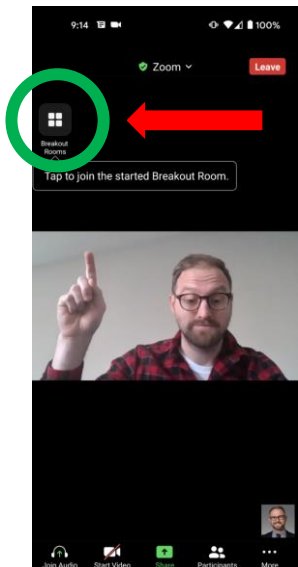 9:14
100%
Zoom
Leave
Breakout
Rooms
Tap to join the started Breakout Room.
Join Audio
Start Video
Share
Participants
More